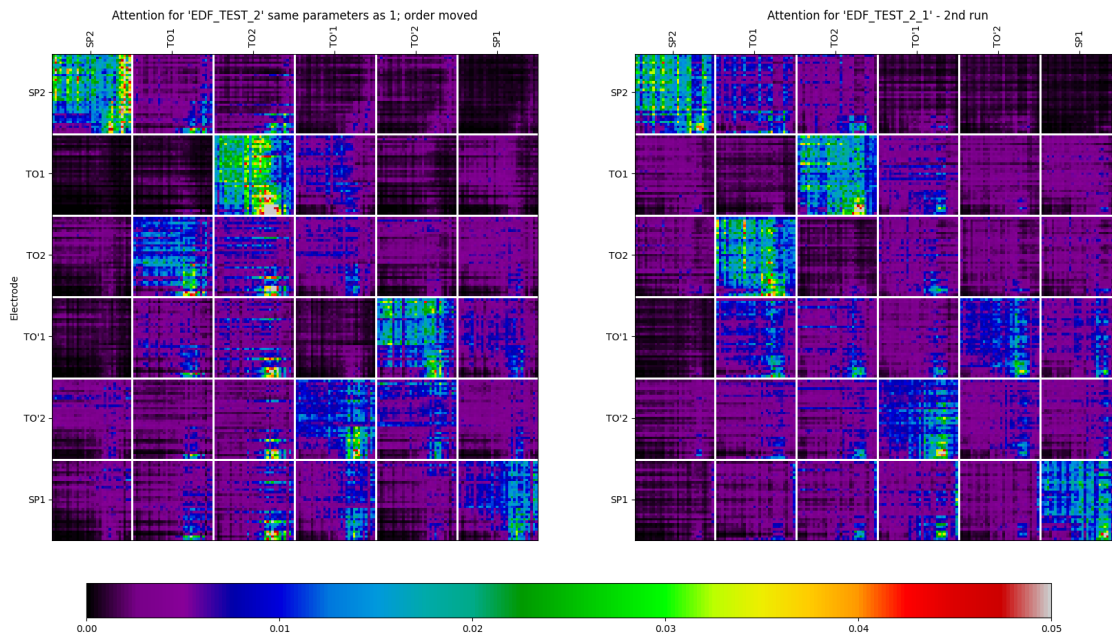 Attention for 'EDF_TEST_2' same parameters as 1; order moved
SP2 TO1 TO2 TO'1 TO'2 SP1
SP2
TO1
TO2
TO'1
TO'2
SP1
Electrode
Attention for 'EDF_TEST_2_1' - 2nd run
SP2 TO1 TO2 TO'1 TO'2 SP1
SP2
TO1
TO2
TO'1
TO'2
SP1
0.00 0.01 0.02 0.03 0.04 0.05